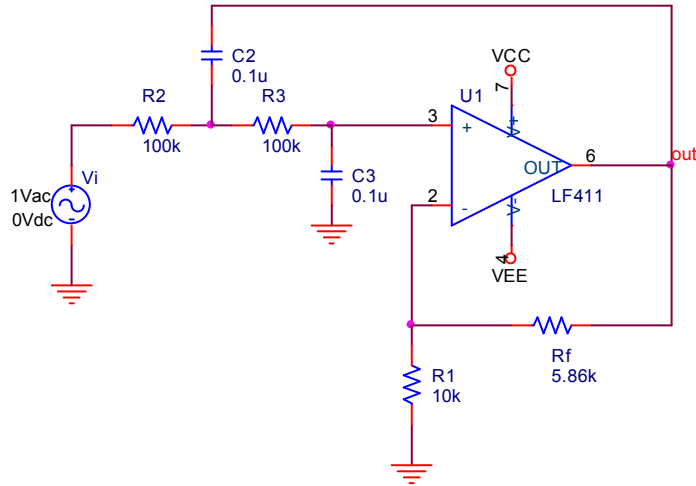 C2
0.1u
VCC
7
U1
R2
100k
R3
100k
3
+
V+
6
out
OUT
LF411
Vi
+
-
1Vac
0Vdc
C3
0.1u
2
-
V-
4
VEE
Rf
5.86k
R1
10k